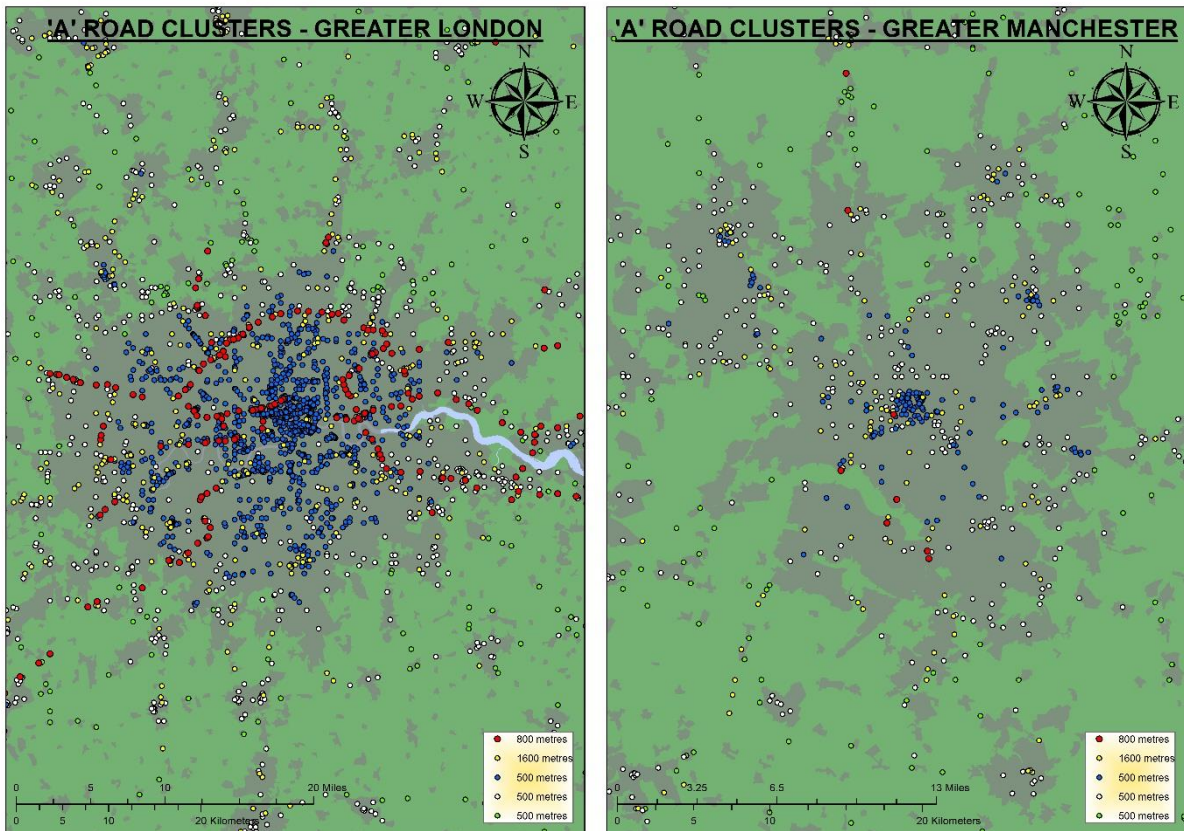 'A' ROAD CLUSTERS - GREATER LONDON
N
W E
S
800 metres
1600 metres
500 metres
500 metres
500 metres
0 5 10 20 Miles
0 5 10 20 Kilometers
'A' ROAD CLUSTERS - GREATER MANCHESTER
N
W E
S
800 metres
1600 metres
500 metres
500 metres
500 metres
0 3.25 6.5 13 Miles
0 5 10 20 Kilometers